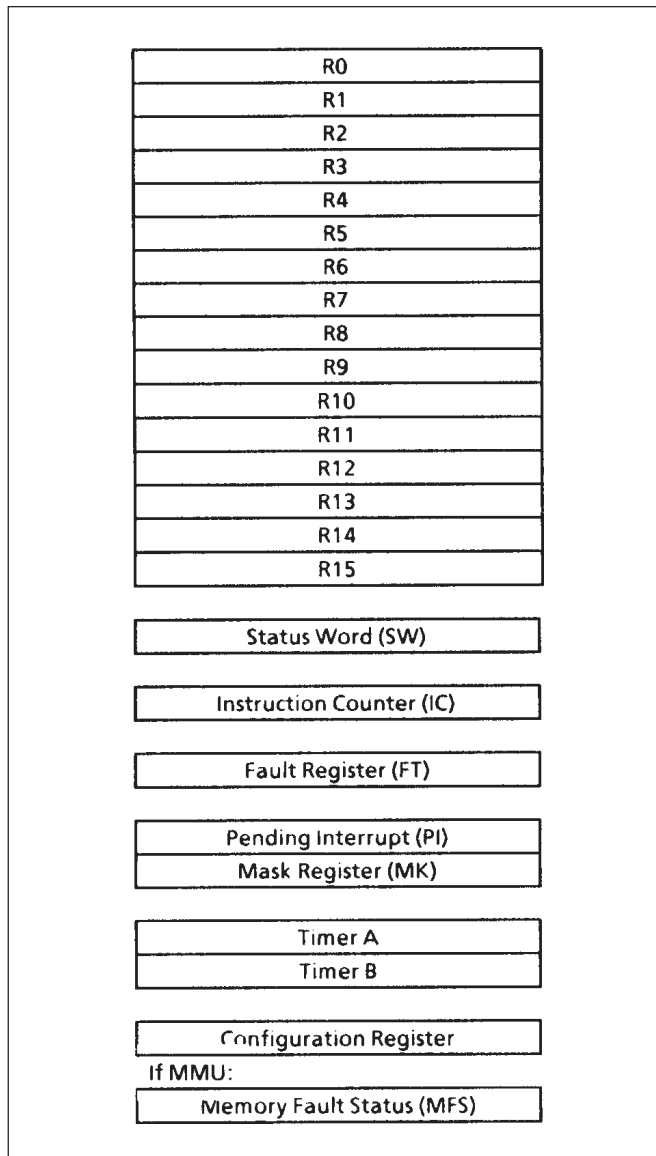 R0
R1
R2
R3
R4
R5
R6
R7
R8
R9
R10
R11
R12
R13
R14
R15
Status Word (SW)
Instruction Counter (IC)
Fault Register (FT)
Pending Interrupt (PI)
Mask Register (MK)
Timer A
Timer B
Configuration Register
If MMU:
Memory Fault Status (MFS)